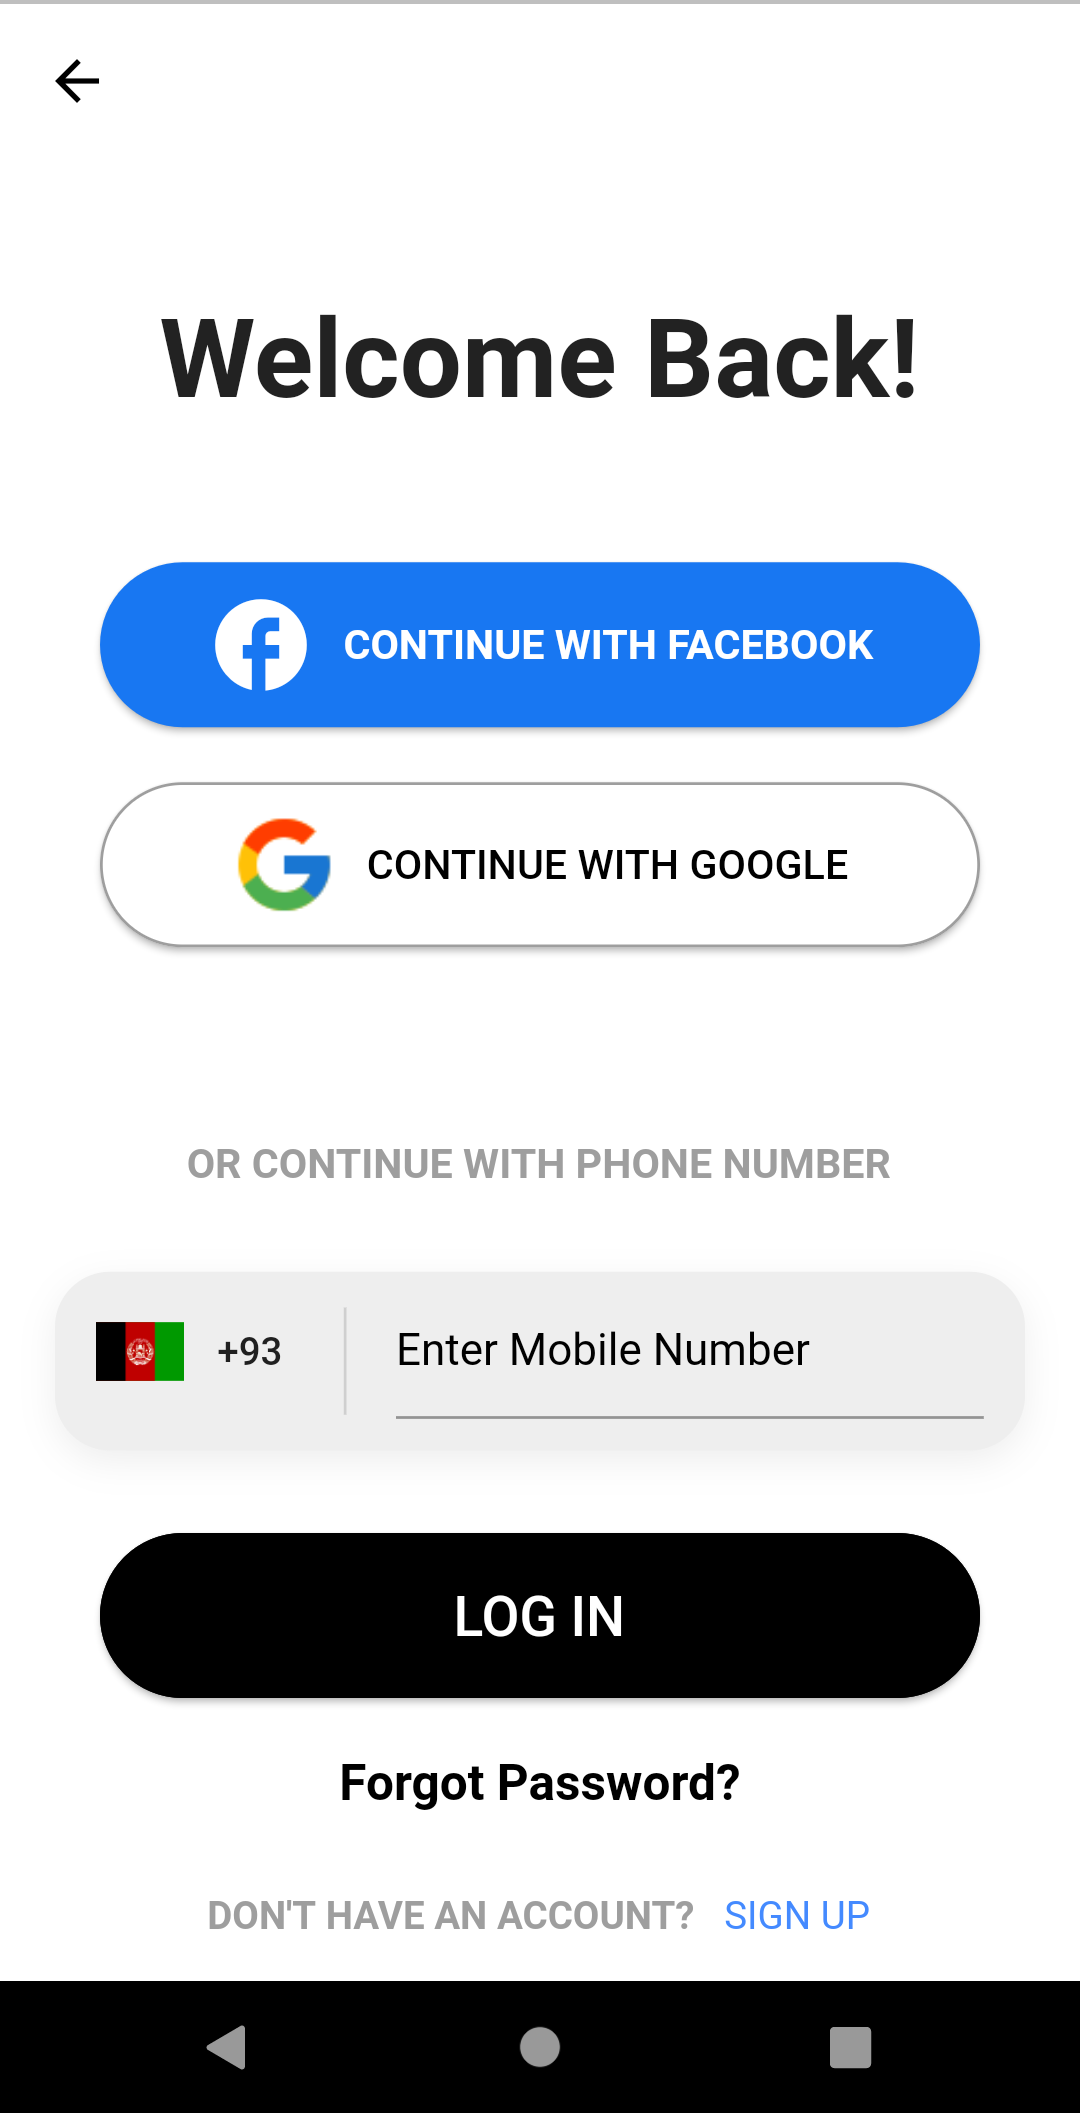 Welcome Back!
CONTINUE WITH FACEBOOK
CONTINUE WITH GOOGLE
OR CONTINUE WITH PHONE NUMBER
+93 Enter Mobile Number
LOG IN
Forgot Password?
DON'T HAVE AN ACCOUNT? SIGN UP